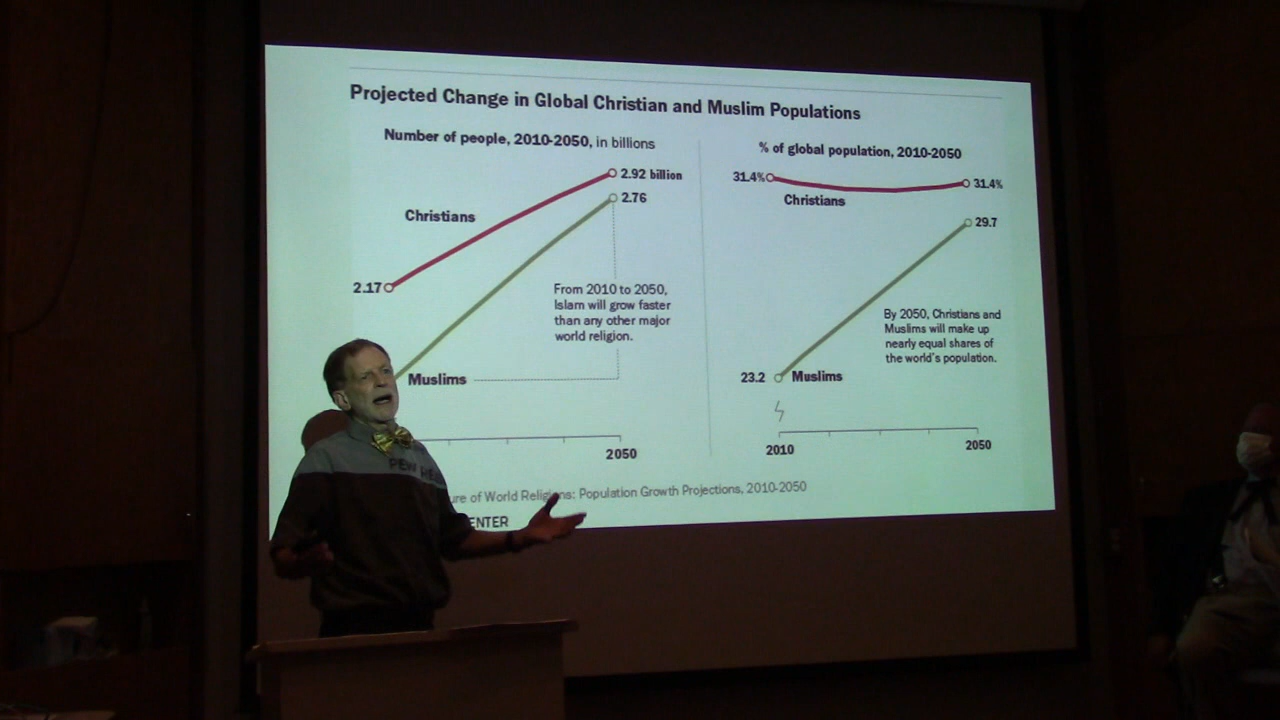 Projected Change in Global Christian and Muslim Populations
Number of people, 2010-2050, in billions
2.92 billion
2.76
Christians
2.17
From 2010 to 2050,
Islam will grow faster
than any other major
world religion.
Muslims
2050
% of global population, 2010-2050
31.4%
31.4%
Christians
29.7
By 2050, Christians and
Muslims will make up
nearly equal shares of
the world's population.
23.2
Muslims
2010
2050
ure of World Religions: Population Growth Projections, 2010-2050
PEW RE
ENTER